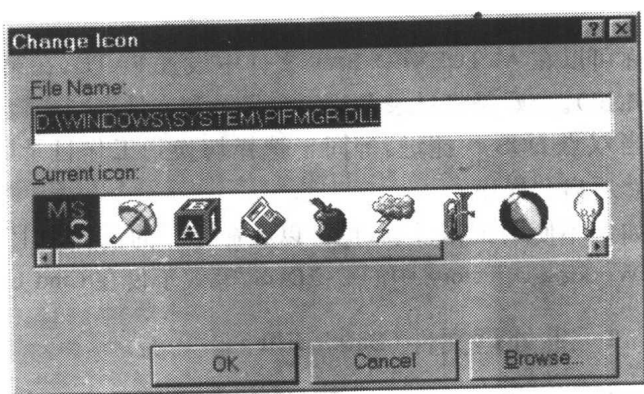 Change Icon
File Name:
D:\WINDOWS\SYSTEM\PIFMGR.DLL
Current icon:
MS
A
B
OK
Cancel
Browse...